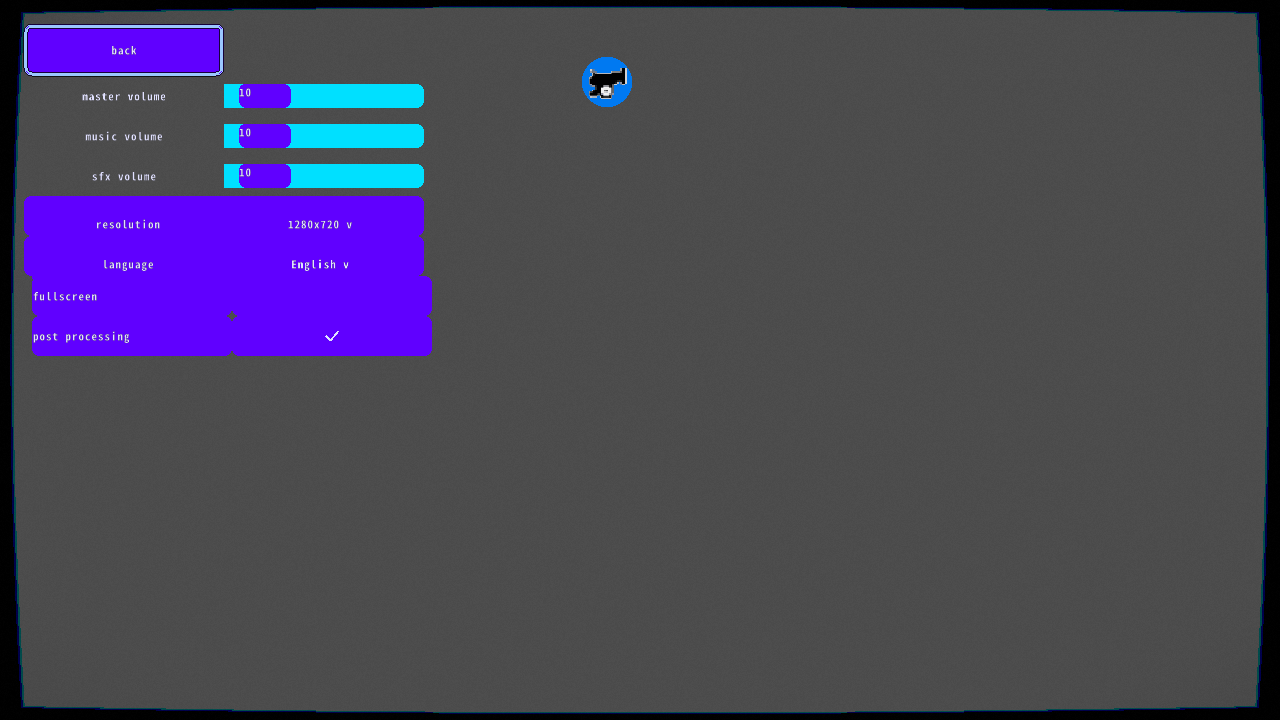 back
master volume 10
music volume 10
sfx volume 10
resolution 1280x720 v
language English v
fullscreen
post processing